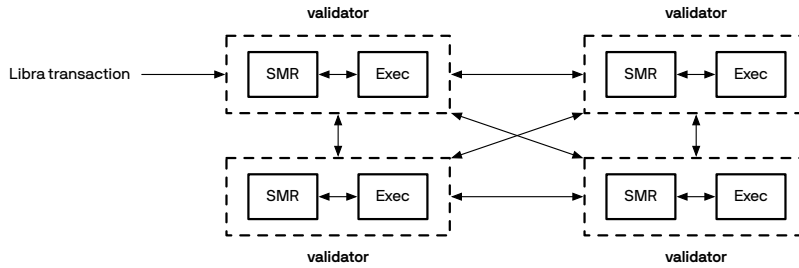 validator
validator
Libra transaction
SMR
Exec
SMR
Exec
SMR
Exec
SMR
Exec
validator
validator